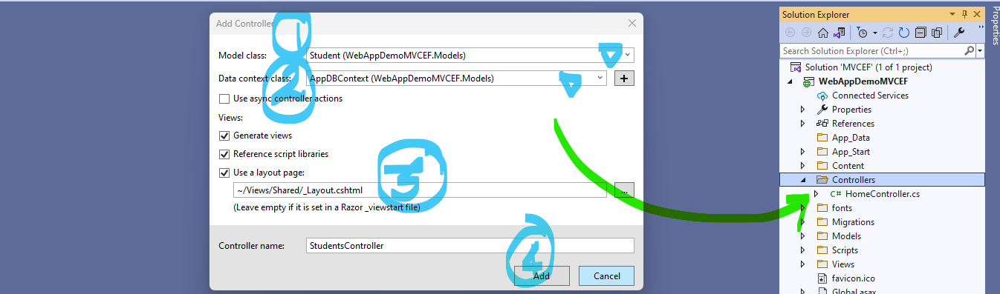 Add Controller
1
Model class:
Student (WebAppDemoMVCEF.Models)
2
Data context class:
AppDBContext (WebAppDemoMVCEF.Models)
+
Use async controller actions
Views:
Generate views
Reference script libraries
3
Use a layout page:
~/Views/Shared/_Layout.cshtml
...
(Leave empty if it is set in a Razor _viewstart file)
Controller name:
StudentsController
4
Add
Cancel
Solution Explorer
Search Solution Explorer (Ctrl+;)
Solution 'MVCEF' (1 of 1 project)
WebAppDemoMVCEF
Connected Services
Properties
References
App_Data
App_Start
Content
Controllers
C# HomeController.cs
fonts
Migrations
Models
Scripts
Views
favicon.ico
Global.asax
Properties